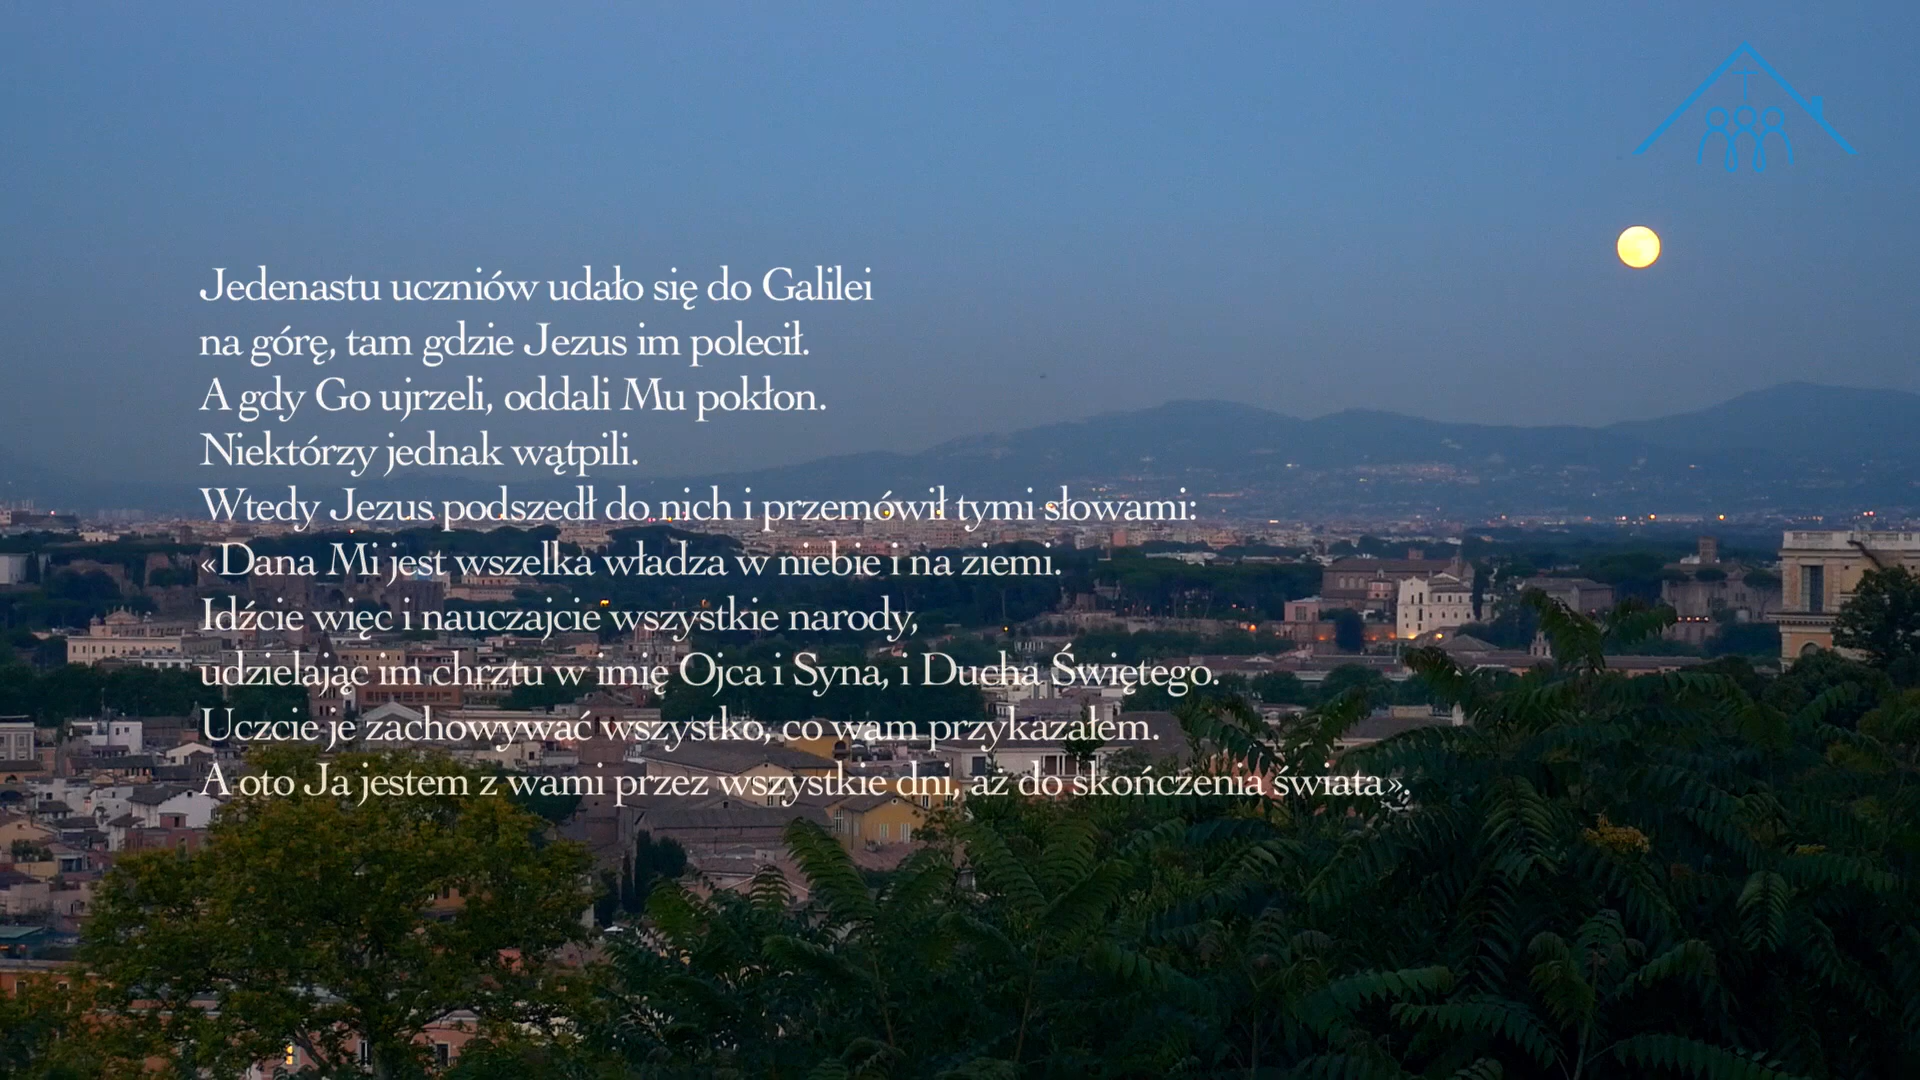 Jedenastu uczniów udało się do Galilei
na górę, tam gdzie Jezus im polecił.
A gdy Go ujrzeli, oddali Mu pokłon.
Niektórzy jednak wątpili.
Wtedy Jezus podszedł do nich i przemówił tymi słowami:
«Dana Mi jest wszelka władza w niebie i na ziemi.
Idźcie więc i nauczajcie wszystkie narody,
udzielając im chrztu w imię Ojca i Syna, i Ducha Świętego.
Uczcie je zachowywać wszystko, co wam przykazałem.
A oto Ja jestem z wami przez wszystkie dni, aż do skończenia świata».